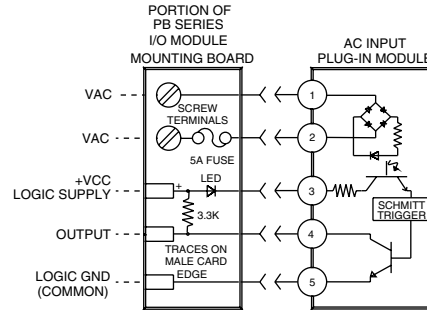 PORTION OF
PB SERIES
I/O MODULE
MOUNTING BOARD
AC INPUT
PLUG-IN MODULE
VAC
1
SCREW
TERMINALS
VAC
2
5A FUSE
+VCC
LOGIC SUPPLY
+
LED
3
3.3K
SCHMITT
TRIGGER
OUTPUT
4
TRACES ON
MALE CARD
EDGE
LOGIC GND
(COMMON)
5